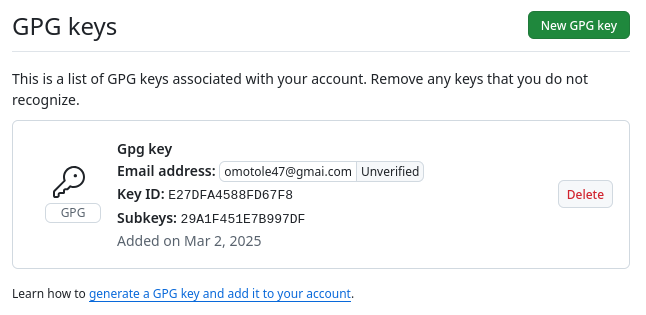 GPG keys
New GPG key
This is a list of GPG keys associated with your account. Remove any keys that you do not
recognize.
Gpg key
Email address: omotole47@gmai.com Unverified
Key ID: E27DFA4588FD67F8
GPG
Subkeys: 29A1F451E7B997DF
Added on Mar 2, 2025
Delete
Learn how to generate a GPG key and add it to your account.